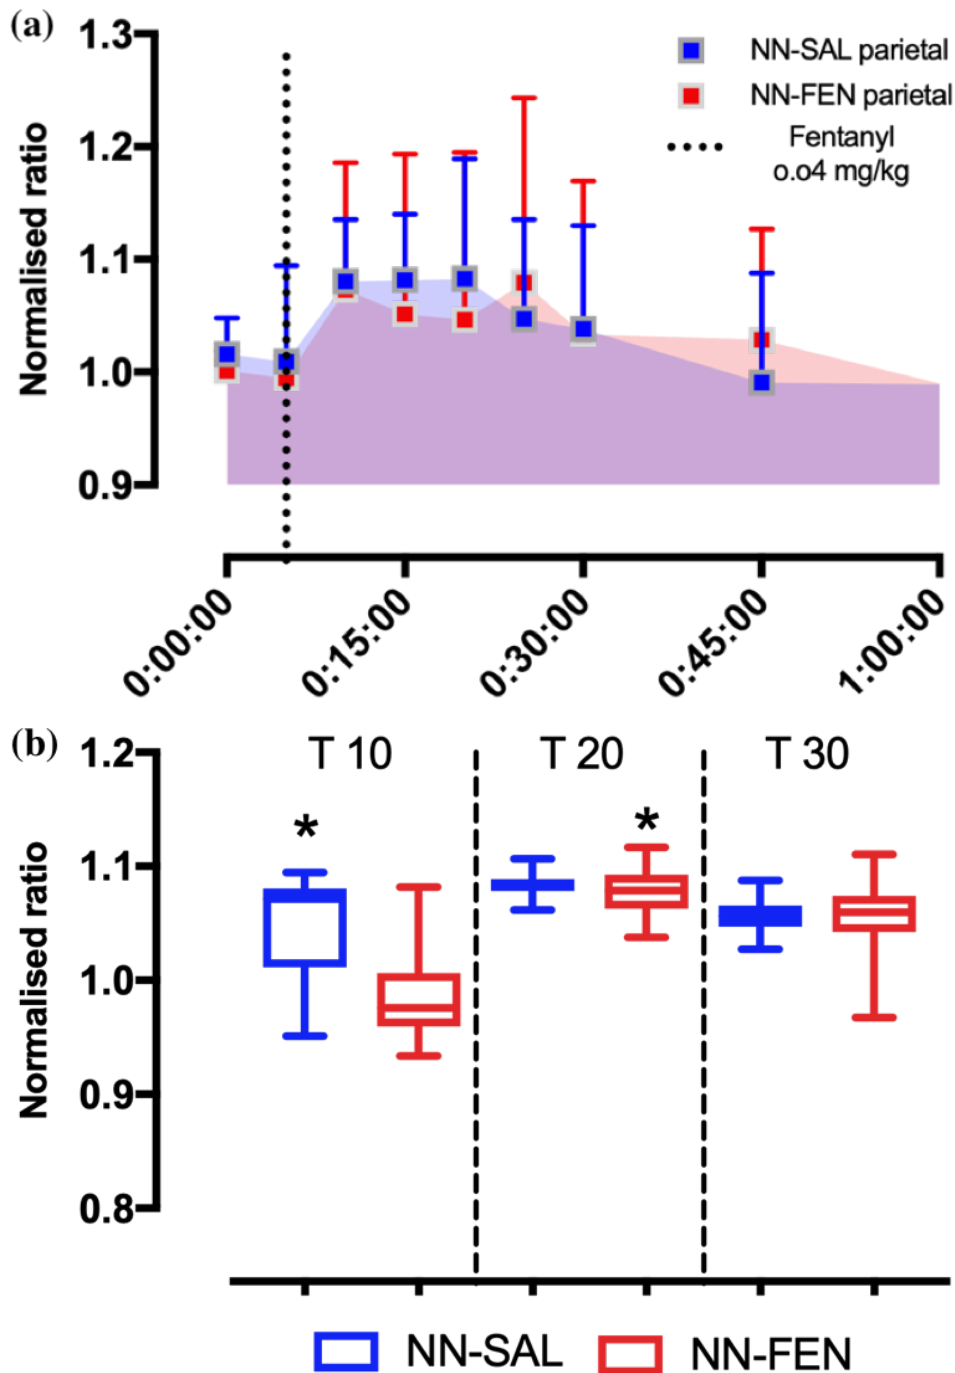 (a)
1.3
1.2
1.1
1.0
0.9
Normalised ratio
NN-SAL parietal
NN-FEN parietal
Fentanyl
o.o4 mg/kg
0:00:00
0:15:00
0:30:00
0:45:00
1:00:00
(b)
1.2
1.1
1.0
0.9
0.8
Normalised ratio
T 10
T 20
T 30
*
*
NN-SAL
NN-FEN